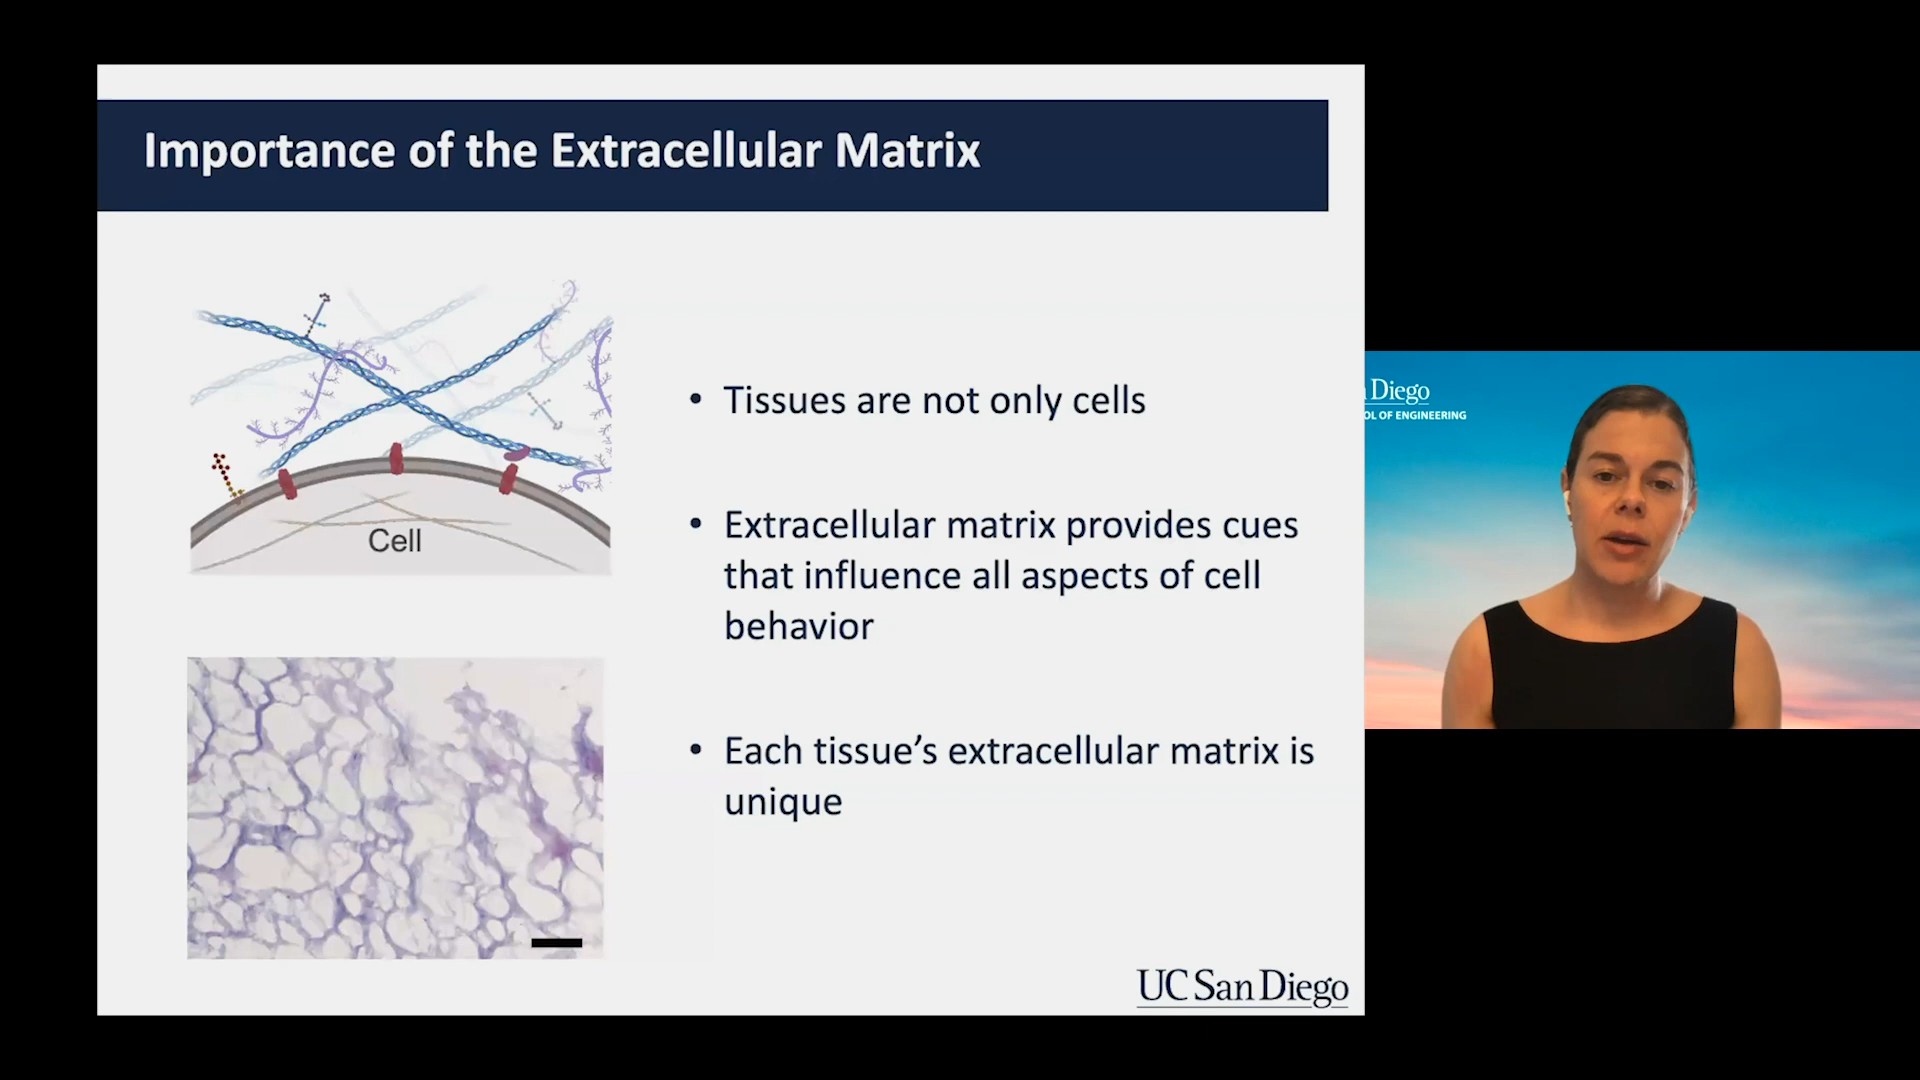 Importance of the Extracellular Matrix
Cell
• Tissues are not only cells
• Extracellular matrix provides cues
that influence all aspects of cell
behavior
• Each tissue’s extracellular matrix is
unique
UC San Diego
Diego
OL OF ENGINEERING